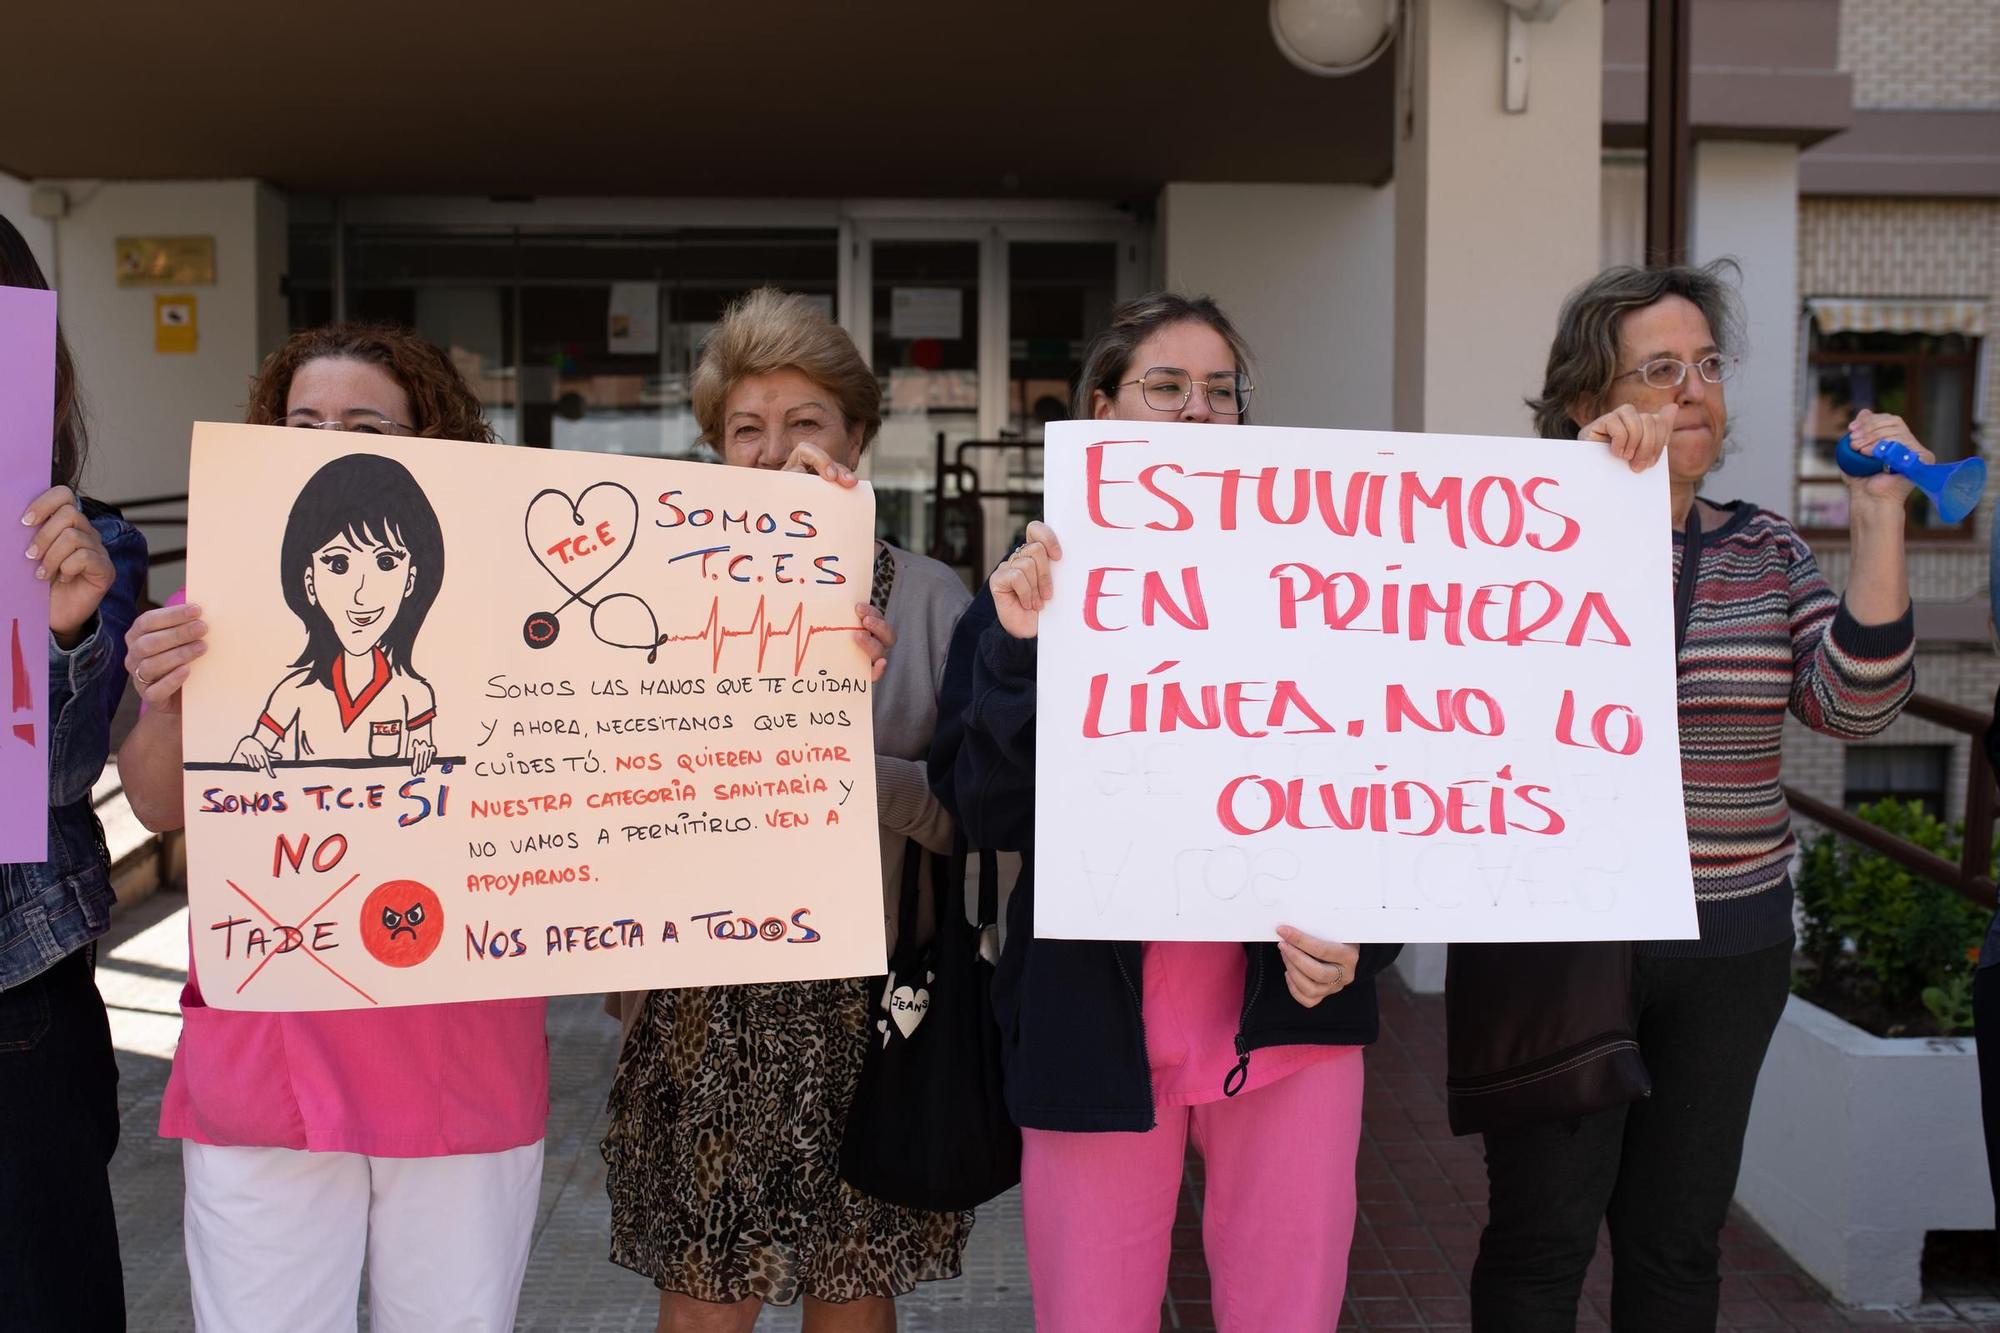 T.C.E
SOMOS
T.C.E.S
SOMOS LAS MANOS QUE TE CUIDAN
Y AHORA, NECESITAMOS QUE NOS
CUIDES TÚ. NOS QUIEREN QUITAR
NUESTRA CATEGORÍA SANITARIA Y
NO VAMOS A PERMITIRLO. VEN A
APOYARNOS.
NOS AFECTA A TODOS
T.C.E
SOMOS T.C.E SI
NO
TADE
JEANS
ESTUVIMOS
EN PRIMERA
LÍNEA, NO LO
OLVIDEÍS